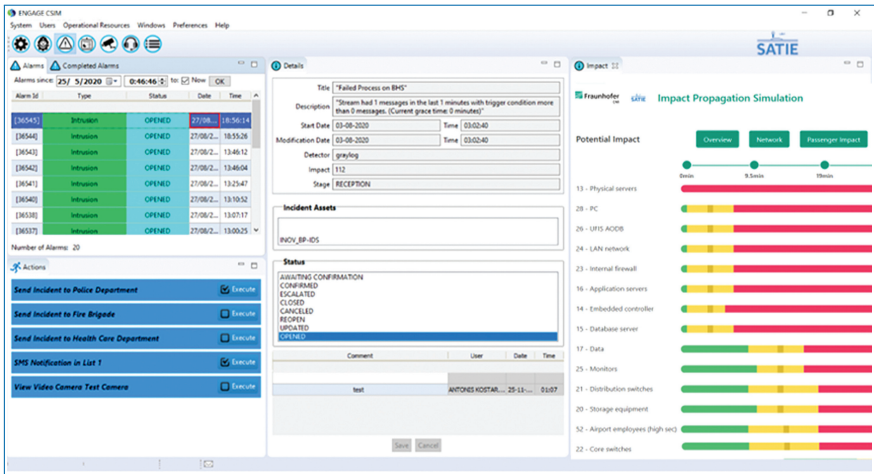 ENGAGE CSIM
System Users Operational Resources Windows Preferences Help
SATIE
Alarms Completed Alarms
Alarms since: 25/ 5/2020 0:46:46 to: Now OK
Alarm Id Type Status Date Time
[36545] Intrusion OPENED 27/08... 18:56:14
[36544] Intrusion OPENED 27/08/2... 18:55:26
[36543] Intrusion OPENED 27/08/2... 13:46:12
[36542] Intrusion OPENED 27/08/2... 13:46:04
[36541] Intrusion OPENED 27/08/2... 13:25:47
[36540] Intrusion OPENED 27/08/2... 13:10:52
[36538] Intrusion OPENED 27/08/2... 13:07:17
[36537] Intrusion OPENED 27/08/2... 13:00:25
Number of Alarms: 20
Actions
Send Incident to Police Department Execute
Send Incident to Fire Brigade Execute
Send Incident to Health Care Department Execute
SMS Notification in List 1 Execute
View Video Camera Test Camera Execute
Details
Title "Failed Process on BHS"
Description "Stream had 1 messages in the last 1 minutes with trigger condition more
than 0 messages. (Current grace time: 0 minutes)"
Start Date 03-08-2020 Time 03:02:40
Modification Date 03-08-2020 Time 03:02:40
Detector graylog
Impact 112
Stage RECEPTION
Incident Assets
INOV_BP-IDS
Status
AWAITING CONFIRMATION
CONFIRMED
ESCALATED
CLOSED
CANCELED
REOPEN
UPDATED
OPENED
Comment User Date Time
test ANTONIS KOSTAR... 25-11-... 01:07
Save Cancel
Impact
Fraunhofer SATIE Impact Propagation Simulation
Potential Impact Overview Network Passenger Impact
0min 9.5min 19min
13 - Physical servers
28 - PC
26 - UFIS AODB
24 - LAN network
23 - Internal firewall
16 - Application servers
14 - Embedded controller
15 - Database server
17 - Data
25 - Monitors
21 - Distribution switches
20 - Storage equipment
52 - Airport employees (high sec)
22 - Core switches